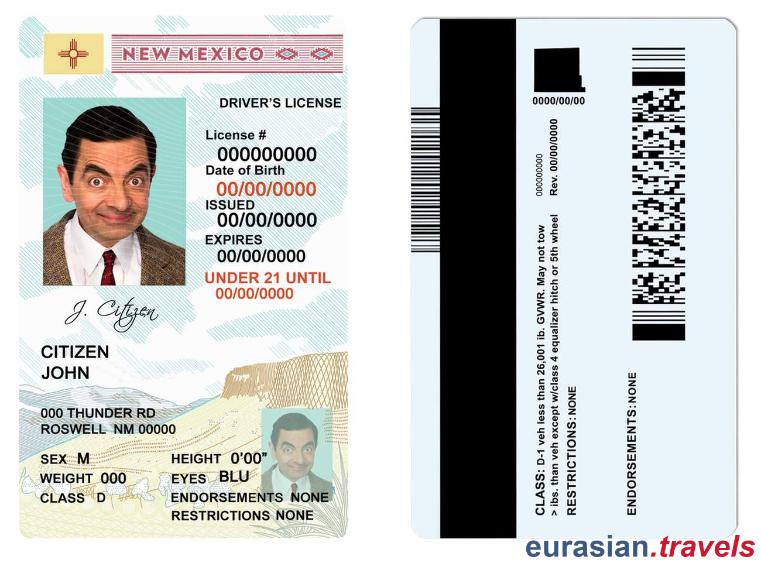 NEW MEXICO
DRIVER'S LICENSE
License #
000000000
Date of Birth
00/00/0000
ISSUED
00/00/0000
EXPIRES
00/00/0000
UNDER 21 UNTIL
00/00/0000
J. Citizen
CITIZEN
JOHN
000 THUNDER RD
ROSWELL NM 00000
SEX M
HEIGHT 0'00"
WEIGHT 000
EYES BLU
CLASS D
ENDORSEMENTS NONE
RESTRICTIONS NONE
0000/00/00
000000000
Rev. 00/00/0000
CLASS: D-1 veh less than 26,001 ib. GVWR. May not tow
> ibs. than veh except w/class 4 equalizer hitch or 5th wheel
RESTRICTIONS: NONE
ENDORSEMENTS: NONE
eurasian.travels